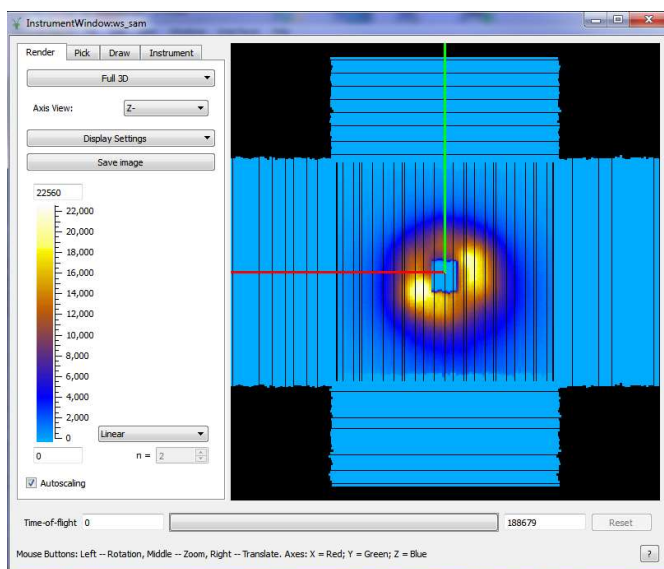 InstrumentWindow:ws_sam
Render Pick Draw Instrument
Full 3D
Axis View: Z-
Display Settings
Save image
22560
22,000
20,000
18,000
16,000
14,000
12,000
10,000
8,000
6,000
4,000
2,000
0
Linear
0 n = 2
Autoscaling
Time-of-flight 0 188679 Reset
Mouse Buttons: Left -- Rotation, Middle -- Zoom, Right -- Translate. Axes: X = Red; Y = Green; Z = Blue ?